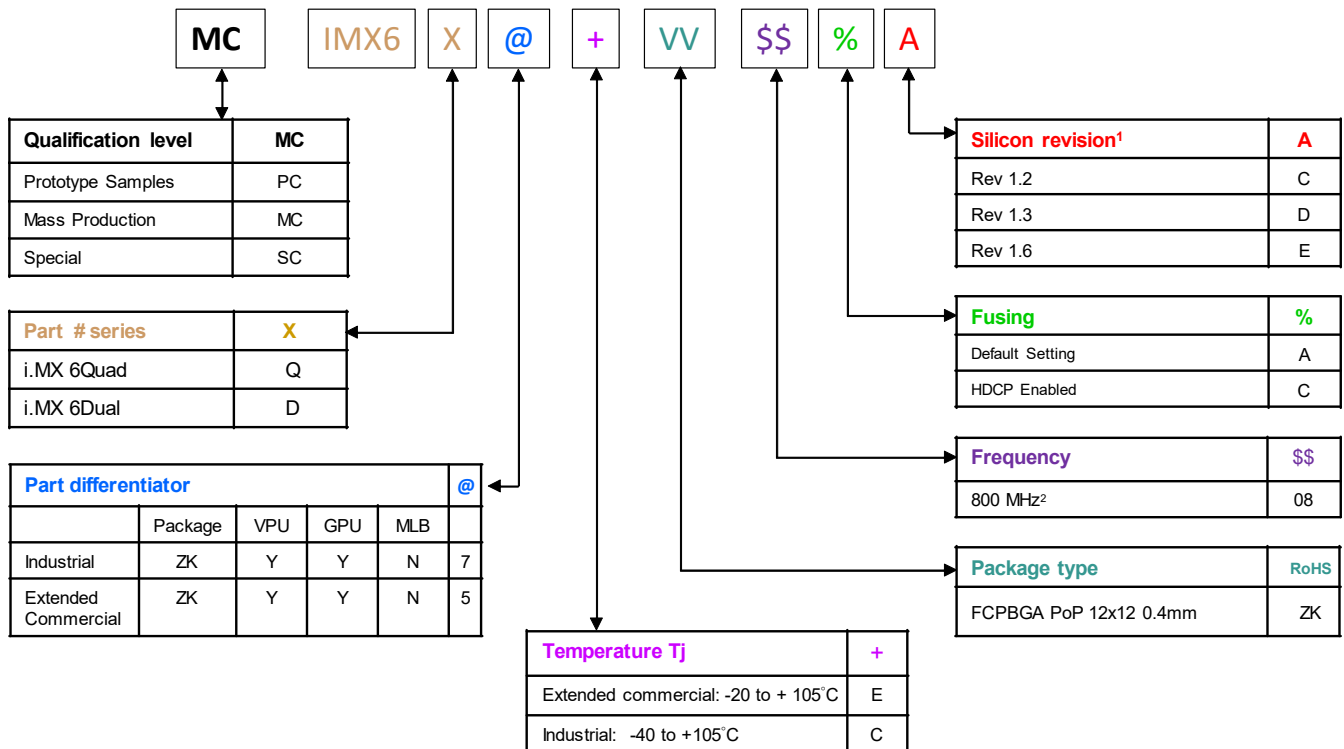 MC IMX6 X @ + VV $$ % A
Qualification level MC
Prototype Samples PC
Mass Production MC
Special SC
Part # series X
i.MX 6Quad Q
i.MX 6Dual D
Part differentiator @
Package VPU GPU MLB
Industrial ZK Y Y N 7
Extended
Commercial ZK Y Y N 5
Temperature Tj +
Extended commercial: -20 to + 105°C E
Industrial: -40 to +105°C C
Silicon revision¹ A
Rev 1.2 C
Rev 1.3 D
Rev 1.6 E
Fusing %
Default Setting A
HDCP Enabled C
Frequency $$
800 MHz² 08
Package type RoHS
FCPBGA PoP 12x12 0.4mm ZK